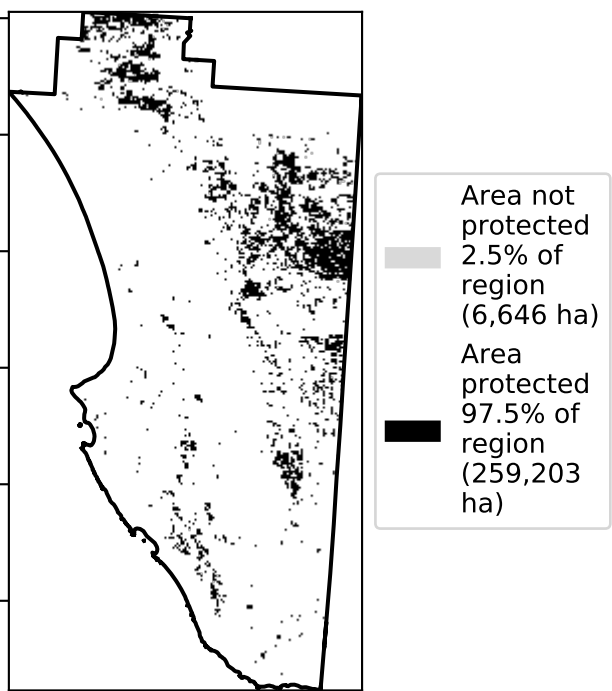 Area not
protected
2.5% of
region
(6,646 ha)
Area
protected
97.5% of
region
(259,203
ha)